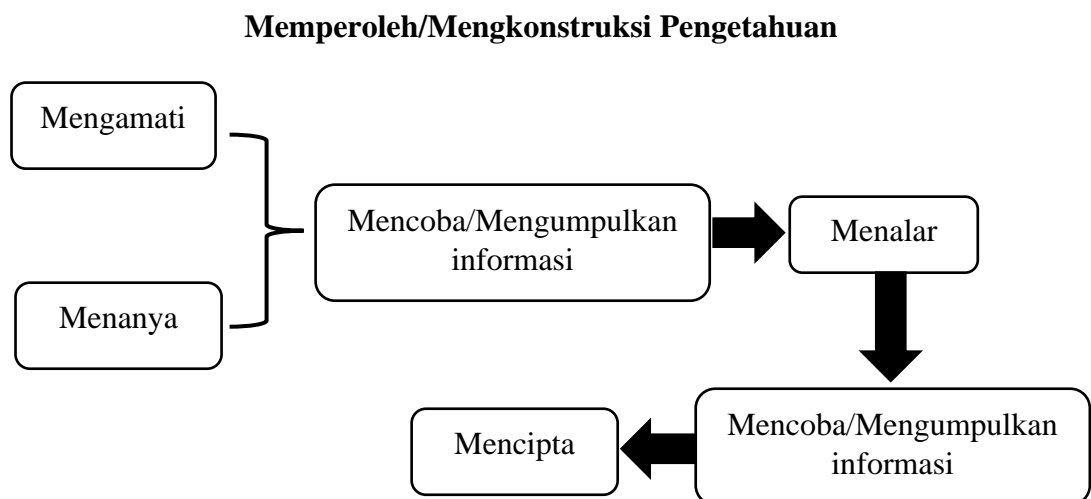 Memperoleh/Mengkonstruksi Pengetahuan
Mengamati
Menanya
Mencoba/Mengumpulkan
informasi
Menalar
Mencoba/Mengumpulkan
informasi
Mencipta